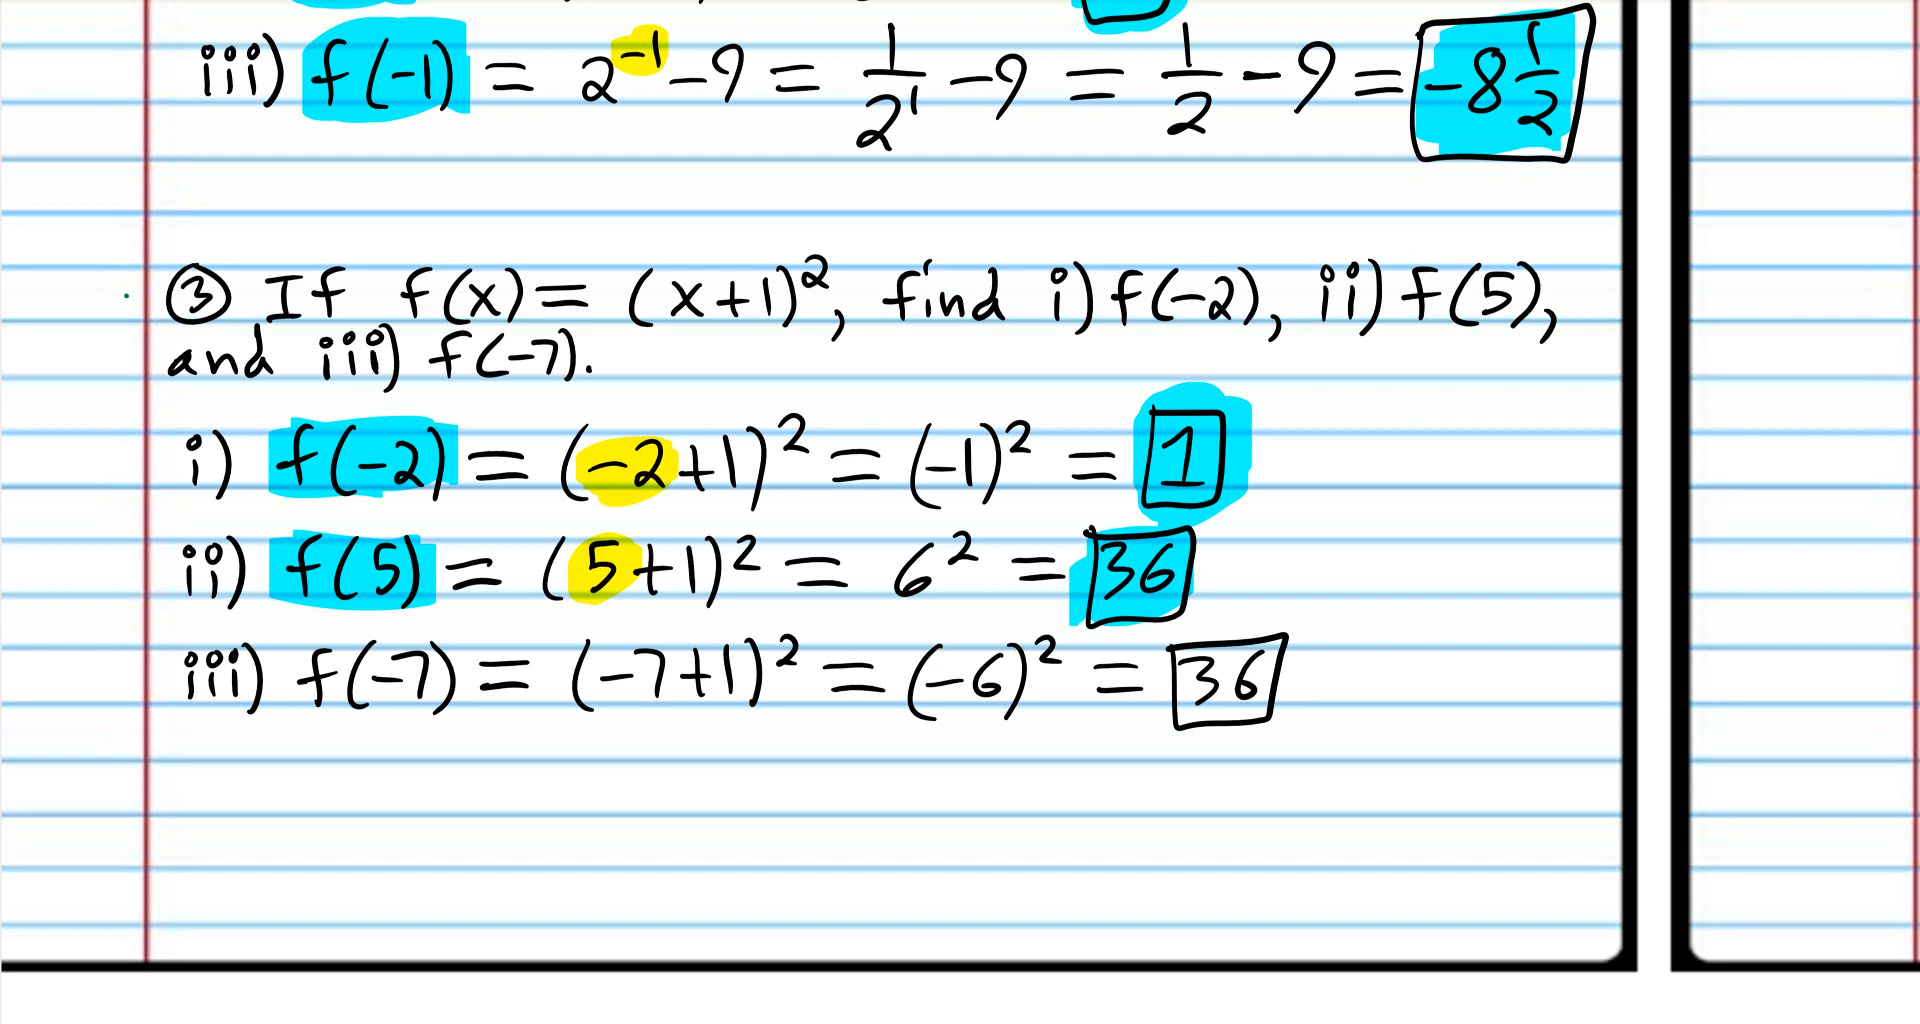 iii) f(-1) = 2^-1 - 9 = 1/2^1 - 9 = 1/2 - 9 = -8 1/2
③ If f(x) = (x+1)^2, find i) f(-2), ii) f(5),
and iii) f(-7).
i) f(-2) = (-2+1)^2 = (-1)^2 = 1
ii) f(5) = (5+1)^2 = 6^2 = 36
iii) f(-7) = (-7+1)^2 = (-6)^2 = 36